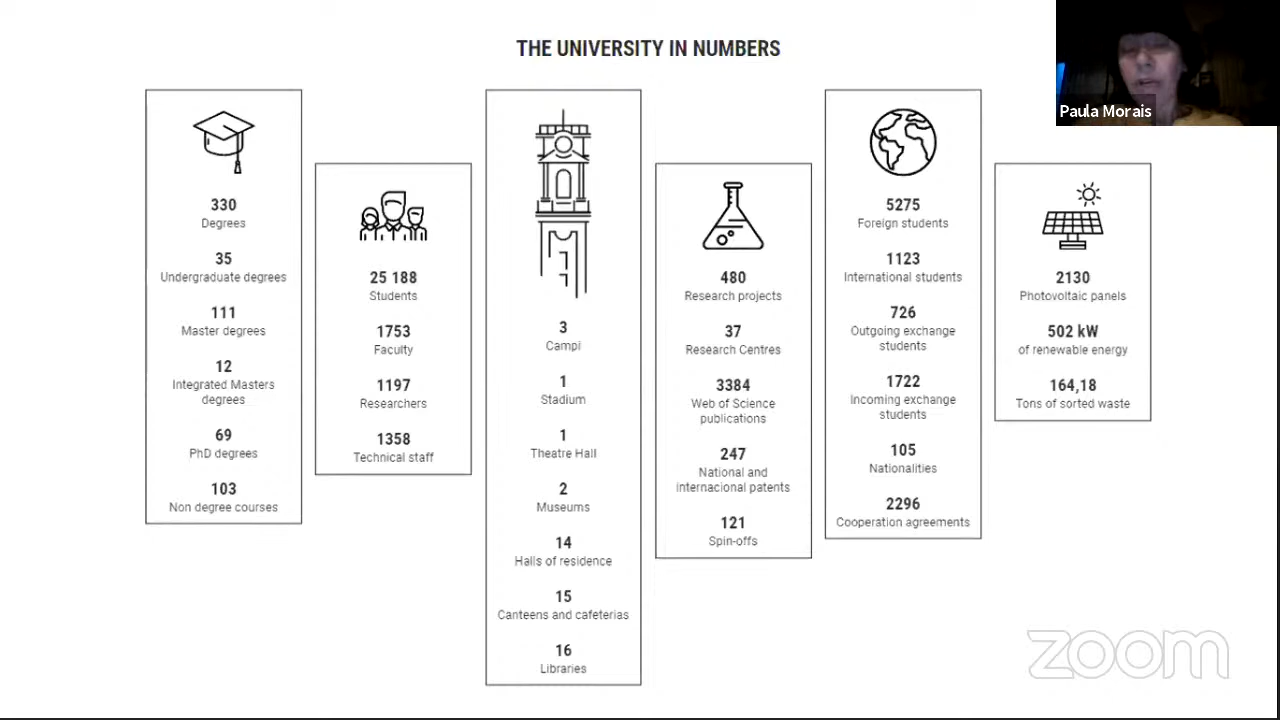 THE UNIVERSITY IN NUMBERS
Paula Morais
330
Degrees
35
Undergraduate degrees
111
Master degrees
12
Integrated Masters
degrees
69
PhD degrees
103
Non degree courses
25 188
Students
1753
Faculty
1197
Researchers
1358
Technical staff
3
Campi
1
Stadium
1
Theatre Hall
2
Museums
14
Halls of residence
15
Canteens and cafeterias
16
Libraries
480
Research projects
37
Research Centres
3384
Web of Science
publications
247
National and
internacional patents
121
Spin-offs
5275
Foreign students
1123
International students
726
Outgoing exchange
students
1722
Incoming exchange
students
105
Nationalities
2296
Cooperation agreements
2130
Photovoltaic panels
502 kW
of renewable energy
164,18
Tons of sorted waste
zoom